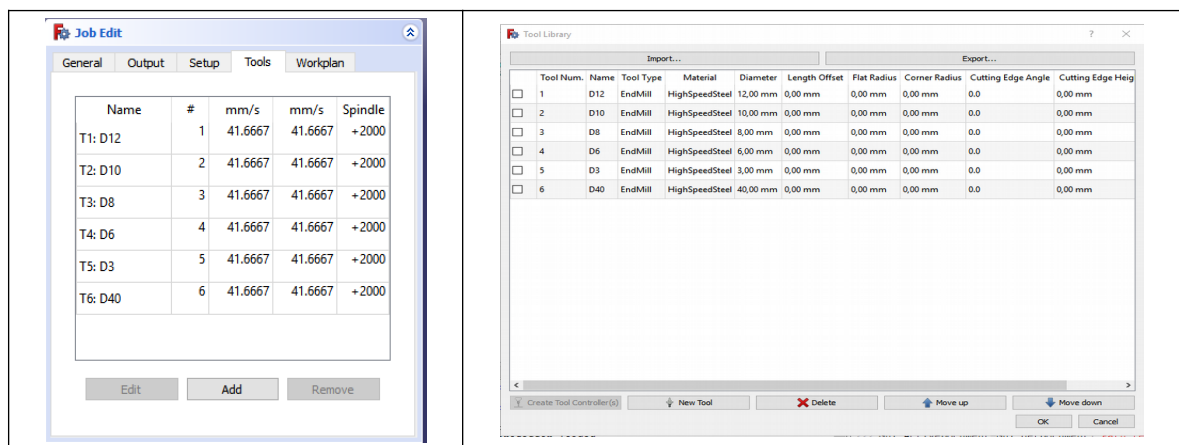 Job Edit
General Output Setup Tools Workplan
Name # mm/s mm/s Spindle
T1: D12 1 41.6667 41.6667 +2000
T2: D10 2 41.6667 41.6667 +2000
T3: D8 3 41.6667 41.6667 +2000
T4: D6 4 41.6667 41.6667 +2000
T5: D3 5 41.6667 41.6667 +2000
T6: D40 6 41.6667 41.6667 +2000
Edit Add Remove
Tool Library ? ×
Import... Export...
Tool Num. Name Tool Type Material Diameter Length Offset Flat Radius Corner Radius Cutting Edge Angle Cutting Edge Heig
1 D12 EndMill HighSpeedSteel 12,00 mm 0,00 mm 0,00 mm 0,00 mm 0.0 0,00 mm
2 D10 EndMill HighSpeedSteel 10,00 mm 0,00 mm 0,00 mm 0,00 mm 0.0 0,00 mm
3 D8 EndMill HighSpeedSteel 8,00 mm 0,00 mm 0,00 mm 0,00 mm 0.0 0,00 mm
4 D6 EndMill HighSpeedSteel 6,00 mm 0,00 mm 0,00 mm 0,00 mm 0.0 0,00 mm
5 D3 EndMill HighSpeedSteel 3,00 mm 0,00 mm 0,00 mm 0,00 mm 0.0 0,00 mm
6 D40 EndMill HighSpeedSteel 40,00 mm 0,00 mm 0,00 mm 0,00 mm 0.0 0,00 mm
Create Tool Controller(s) New Tool Delete Move up Move down
OK Cancel